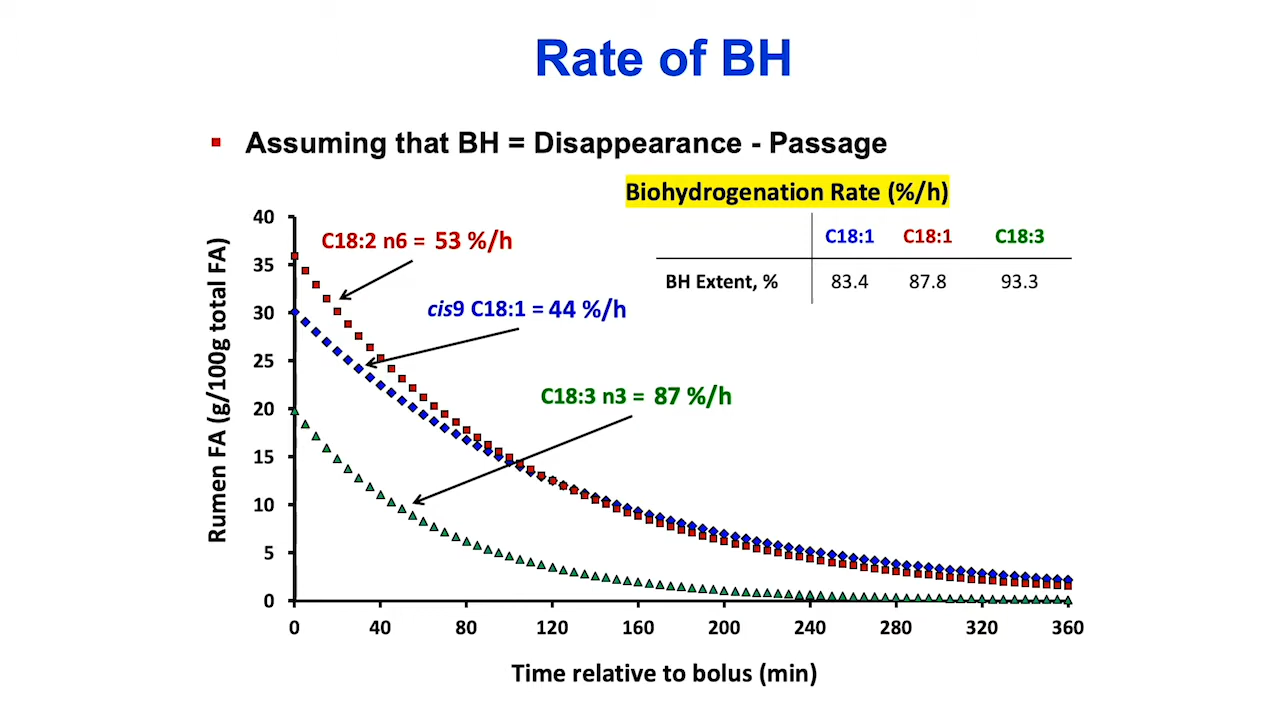 Rate of BH
Assuming that BH = Disappearance - Passage
Biohydrogenation Rate (%/h)
C18:1 C18:1 C18:3
BH Extent, % 83.4 87.8 93.3
C18:2 n6 = 53 %/h
cis9 C18:1 = 44 %/h
C18:3 n3 = 87 %/h
Rumen FA (g/100g total FA)
40
35
30
25
20
15
10
5
0
0 40 80 120 160 200 240 280 320 360
Time relative to bolus (min)